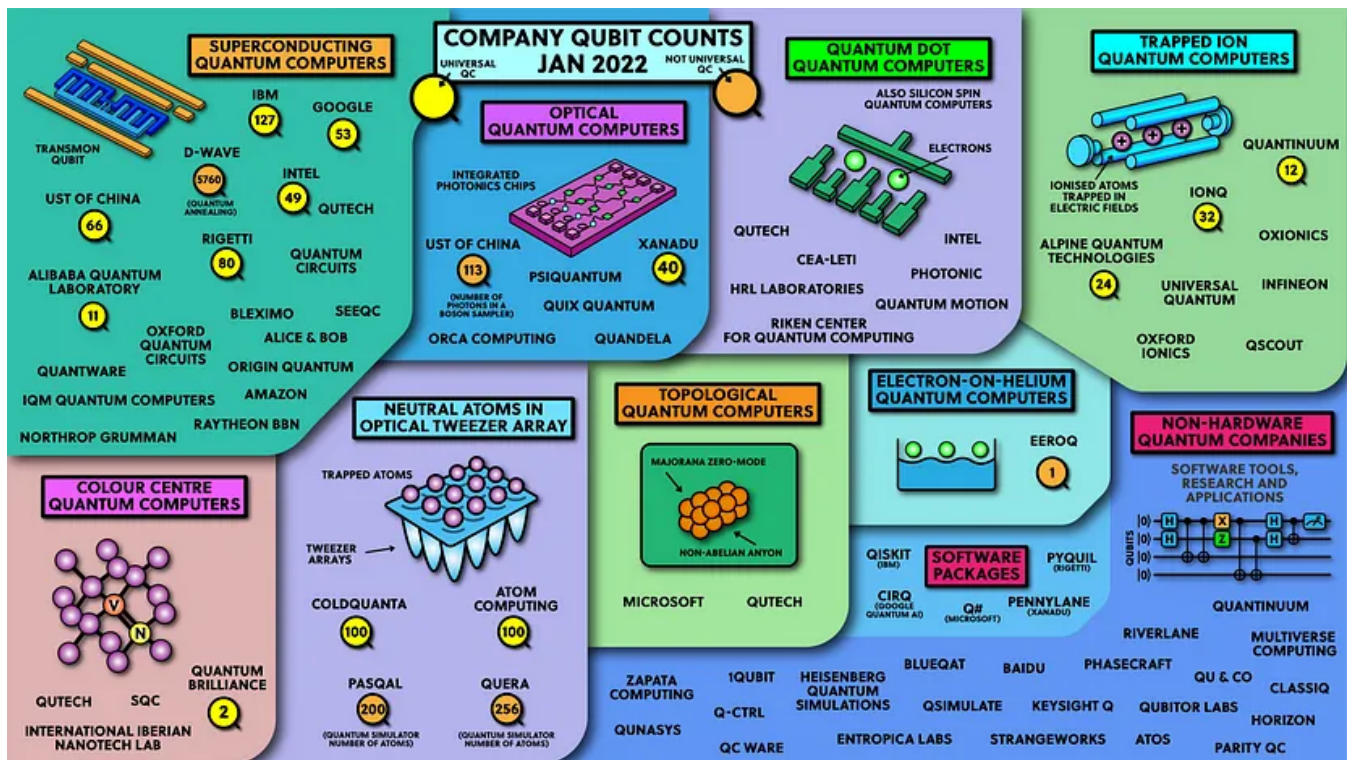 COMPANY QUBIT COUNTS
JAN 2022
UNIVERSAL
QC
NOT UNIVERSAL
QC
SUPERCONDUCTING
QUANTUM COMPUTERS
TRANSMON
QUBIT
IBM
127
GOOGLE
53
D-WAVE
5760
(QUANTUM
ANNEALING)
INTEL
49
QUTECH
UST OF CHINA
66
RIGETTI
80
QUANTUM
CIRCUITS
ALIBABA QUANTUM
LABORATORY
11
BLEXIMO
SEEQC
OXFORD
QUANTUM
CIRCUITS
ALICE & BOB
QUANTWARE
ORIGIN QUANTUM
IQM QUANTUM COMPUTERS
AMAZON
RAYTHEON BBN
NORTHROP GRUMMAN
OPTICAL
QUANTUM COMPUTERS
INTEGRATED
PHOTONICS CHIPS
UST OF CHINA
113
(NUMBER OF
PHOTONS IN A
BOSON SAMPLER)
XANADU
40
PSIQUANTUM
QUIX QUANTUM
ORCA COMPUTING
QUANDELA
QUANTUM DOT
QUANTUM COMPUTERS
ALSO SILICON SPIN
QUANTUM COMPUTERS
ELECTRONS
QUTECH
INTEL
CEA-LETI
PHOTONIC
HRL LABORATORIES
QUANTUM MOTION
RIKEN CENTER
FOR QUANTUM COMPUTING
TRAPPED ION
QUANTUM COMPUTERS
+ + +
IONISED ATOMS
TRAPPED IN
ELECTRIC FIELDS
QUANTINUUM
12
IONQ
32
OXIONICS
ALPINE QUANTUM
TECHNOLOGIES
24
UNIVERSAL
QUANTUM
INFINEON
OXFORD
IONICS
QSCOUT
COLOUR CENTRE
QUANTUM COMPUTERS
V
N
QUANTUM
BRILLIANCE
2
QUTECH
SQC
INTERNATIONAL IBERIAN
NANOTECH LAB
NEUTRAL ATOMS IN
OPTICAL TWEEZER ARRAY
TRAPPED ATOMS
TWEEZER
ARRAYS
COLDQUANTA
100
ATOM
COMPUTING
100
PASQAL
200
(QUANTUM SIMULATOR
NUMBER OF ATOMS)
QUERA
256
(QUANTUM SIMULATOR
NUMBER OF ATOMS)
TOPOLOGICAL
QUANTUM COMPUTERS
MAJORANA ZERO-MODE
NON-ABELIAN ANYON
MICROSOFT
QUTECH
ELECTRON-ON-HELIUM
QUANTUM COMPUTERS
EEROQ
1
SOFTWARE
PACKAGES
QISKIT
(IBM)
PYQUIL
(RIGETTI)
CIRQ
(GOOGLE
QUANTUM AI)
Q#
(MICROSOFT)
PENNYLANE
(XANADU)
NON-HARDWARE
QUANTUM COMPANIES
SOFTWARE TOOLS,
RESEARCH AND
APPLICATIONS
QUBITS
|0⟩ H X H
|0⟩ H Z H
|0⟩
|0⟩
QUANTINUUM
RIVERLANE
MULTIVERSE
COMPUTING
BLUEQAT
BAIDU
PHASECRAFT
QU & CO
CLASSIQ
ZAPATA
COMPUTING
1QUBIT
HEISENBERG
QUANTUM
SIMULATIONS
QSIMULATE
KEYSIGHT Q
QUBITOR LABS
HORIZON
QUNASYS
Q-CTRL
QC WARE
ENTROPICA LABS
STRANGEWORKS
ATOS
PARITY QC